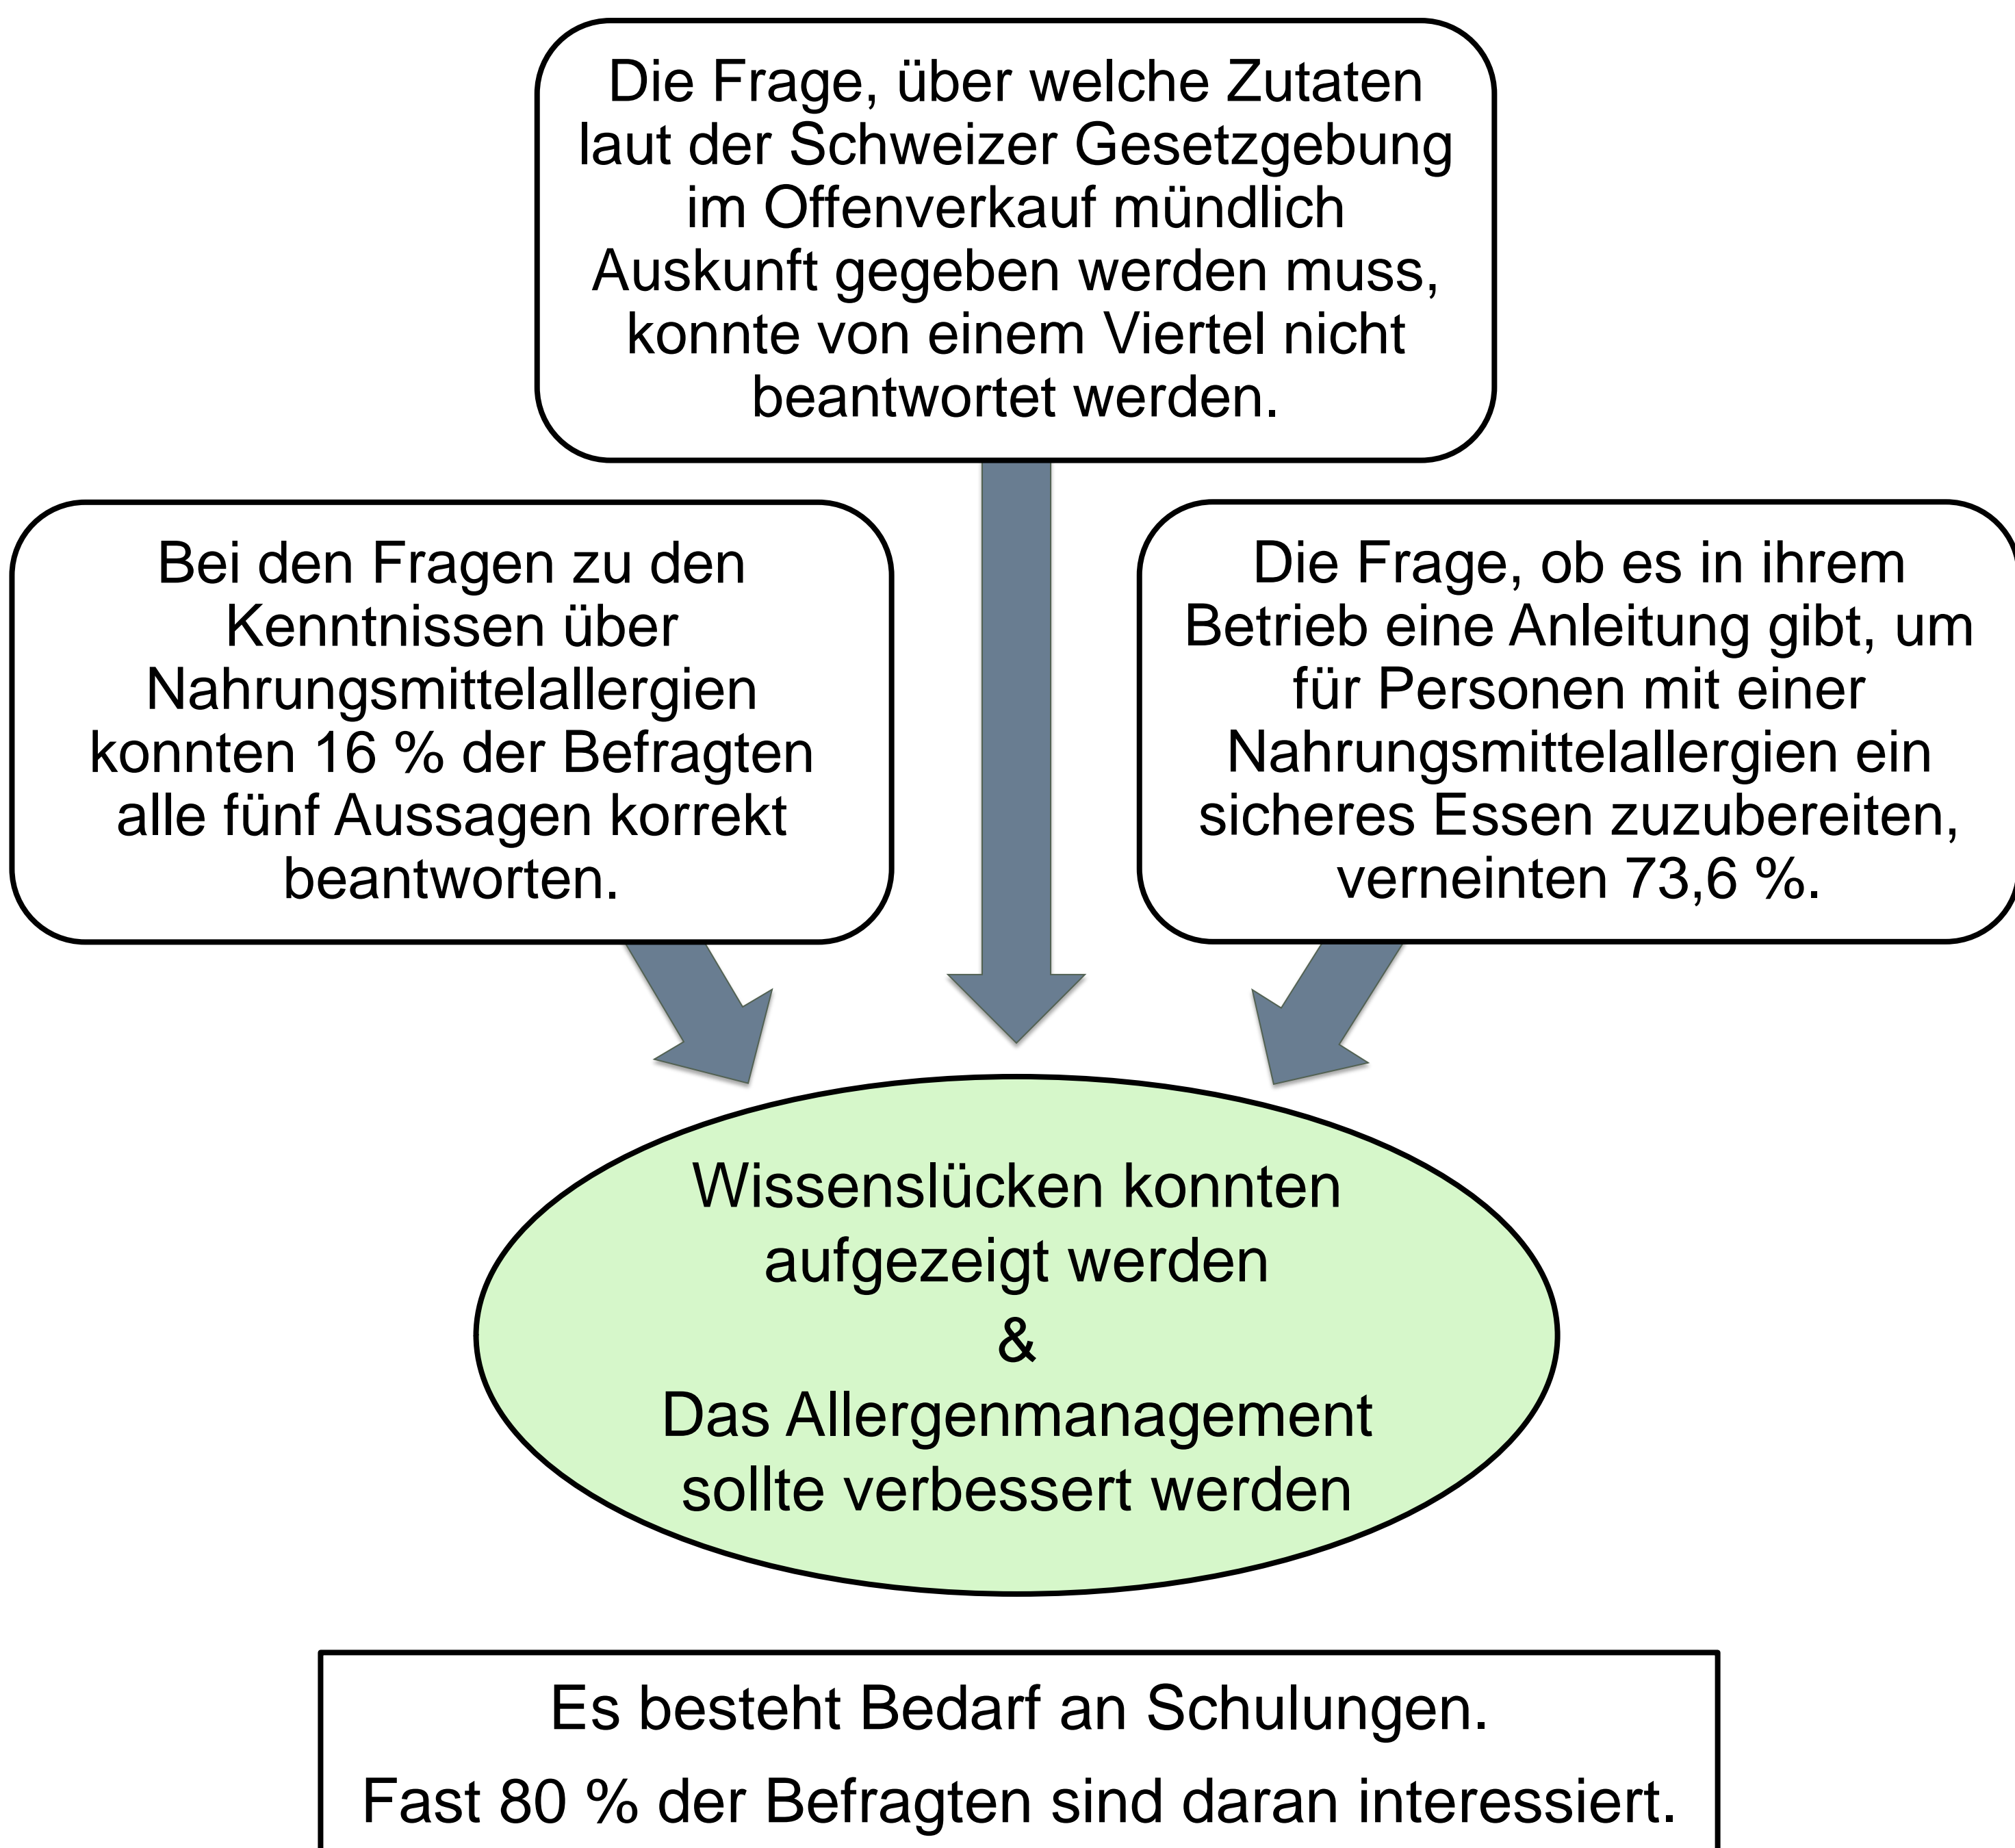 Die Frage, über welche Zutaten
laut der Schweizer Gesetzgebung
im Offenverkauf mündlich
Auskunft gegeben werden muss,
konnte von einem Viertel nicht
beantwortet werden.
Bei den Fragen zu den
Kenntnissen über
Nahrungsmittelallergien
konnten 16 % der Befragten
alle fünf Aussagen korrekt
beantworten.
Die Frage, ob es in ihrem
Betrieb eine Anleitung gibt, um
für Personen mit einer
Nahrungsmittelallergien ein
sicheres Essen zuzubereiten,
verneinten 73,6 %.
Wissenslücken konnten
aufgezeigt werden
&
Das Allergenmanagement
sollte verbessert werden
Es besteht Bedarf an Schulungen.
Fast 80 % der Befragten sind daran interessiert.